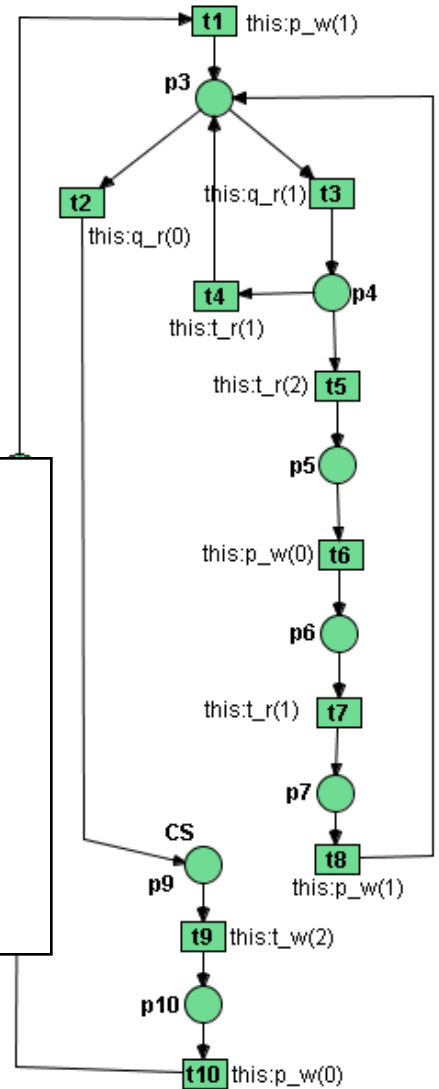 t1 this:p_w(1)
p3
t2 this:q_r(1) t3
this:q_r(0)
t4 p4
this:t_r(1)
this:t_r(2) t5
p5
this:p_w(0) t6
p6
this:t_r(1) t7
p7
t8
CS
this:p_w(1)
p9
t9 this:t_w(2)
p10
t10 this:p_w(0)